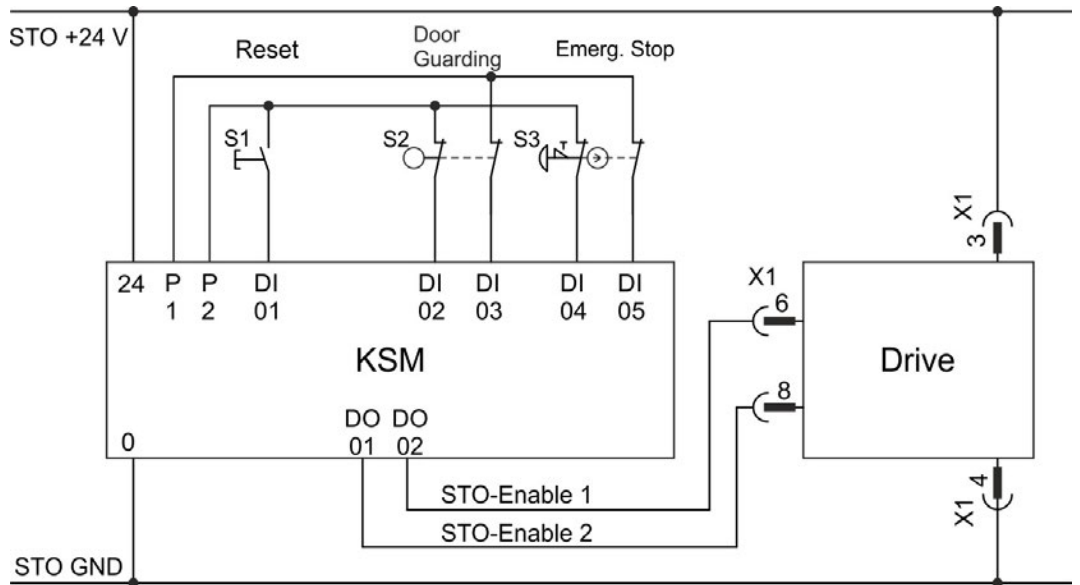 STO +24 V
Reset
Door
Guarding
Emerg. Stop
S1
S2
S3
X1
3
24 P P DI DI DI DI DI
1 2 01 02 03 04 05
X1
6
KSM
Drive
8
DO DO
0
01 02
4
X1
STO-Enable 1
STO-Enable 2
STO GND